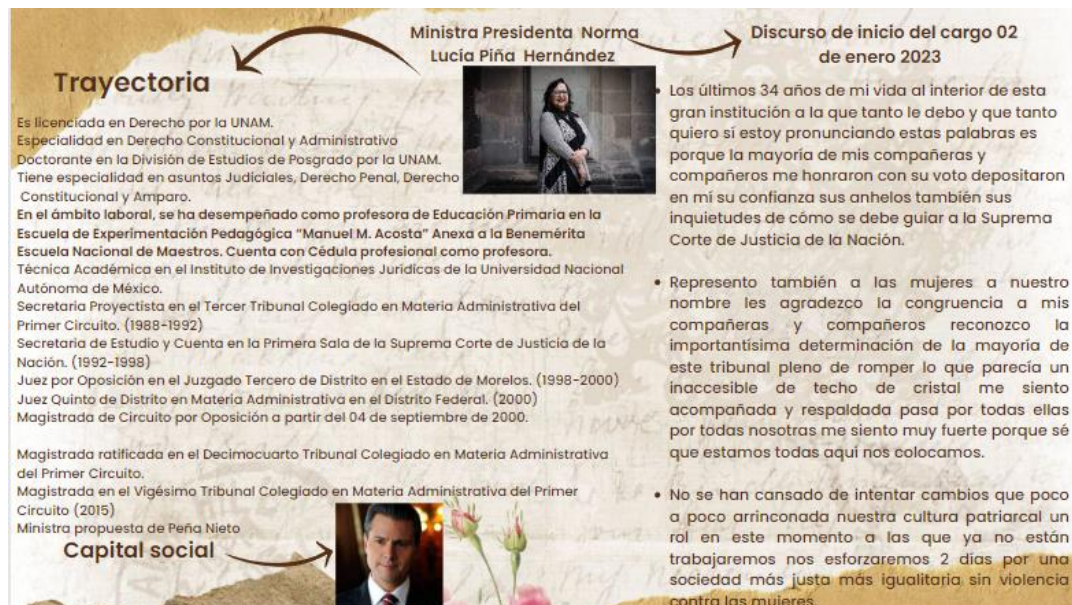 Ministra Presidenta Norma
Lucía Piña Hernández
Trayectoria
Es licenciada en Derecho por la UNAM.
Especialidad en Derecho Constitucional y Administrativo
Doctorante en la División de Estudios de Posgrado por la UNAM.
Tiene especialidad en asuntos Judiciales, Derecho Penal, Derecho
Constitucional y Amparo.
En el ámbito laboral, se ha desempeñado como profesora de Educación Primaria en la
Escuela de Experimentación Pedagógica "Manuel M. Acosta" Anexa a la Benemérita
Escuela Nacional de Maestros. Cuenta con Cédula profesional como profesora.
Técnica Académica en el Instituto de Investigaciones Jurídicas de la Universidad Nacional
Autónoma de México.
Secretaria Proyectista en el Tercer Tribunal Colegiado en Materia Administrativa del
Primer Circuito. (1988-1992)
Secretaria de Estudio y Cuenta en la Primera Sala de la Suprema Corte de Justicia de la
Nación. (1992-1998)
Juez por Oposición en el Juzgado Tercero de Distrito en el Estado de Morelos. (1998-2000)
Juez Quinto de Distrito en Materia Administrativa en el Distrito Federal. (2000)
Magistrada de Circuito por Oposición a partir del 04 de septiembre de 2000.
Magistrada ratificada en el Decimocuarto Tribunal Colegiado en Materia Administrativa
del Primer Circuito.
Magistrada en el Vigésimo Tribunal Colegiado en Materia Administrativa del Primer
Circuito (2015)
Ministra propuesta de Peña Nieto
Capital social
Discurso de inicio del cargo 02
de enero 2023
• Los últimos 34 años de mi vida al interior de esta
gran institución a la que tanto le debo y que tanto
quiero sí estoy pronunciando estas palabras es
porque la mayoría de mis compañeras y
compañeros me honraron con su voto depositaron
en mí su confianza sus anhelos también sus
inquietudes de cómo se debe guiar a la Suprema
Corte de Justicia de la Nación.
• Represento también a las mujeres a nuestro
nombre les agradezco la congruencia a mis
compañeras y compañeros reconozco la
importantísima determinación de la mayoría de
este tribunal pleno de romper lo que parecía un
inaccesible de techo de cristal me siento
acompañada y respaldada pasa por todas ellas
por todas nosotras me siento muy fuerte porque sé
que estamos todas aquí nos colocamos.
• No se han cansado de intentar cambios que poco
a poco arrinconada nuestra cultura patriarcal un
rol en este momento a las que ya no están
trabajaremos nos esforzaremos 2 días por una
sociedad más justa más igualitaria sin violencia
contra las mujeres